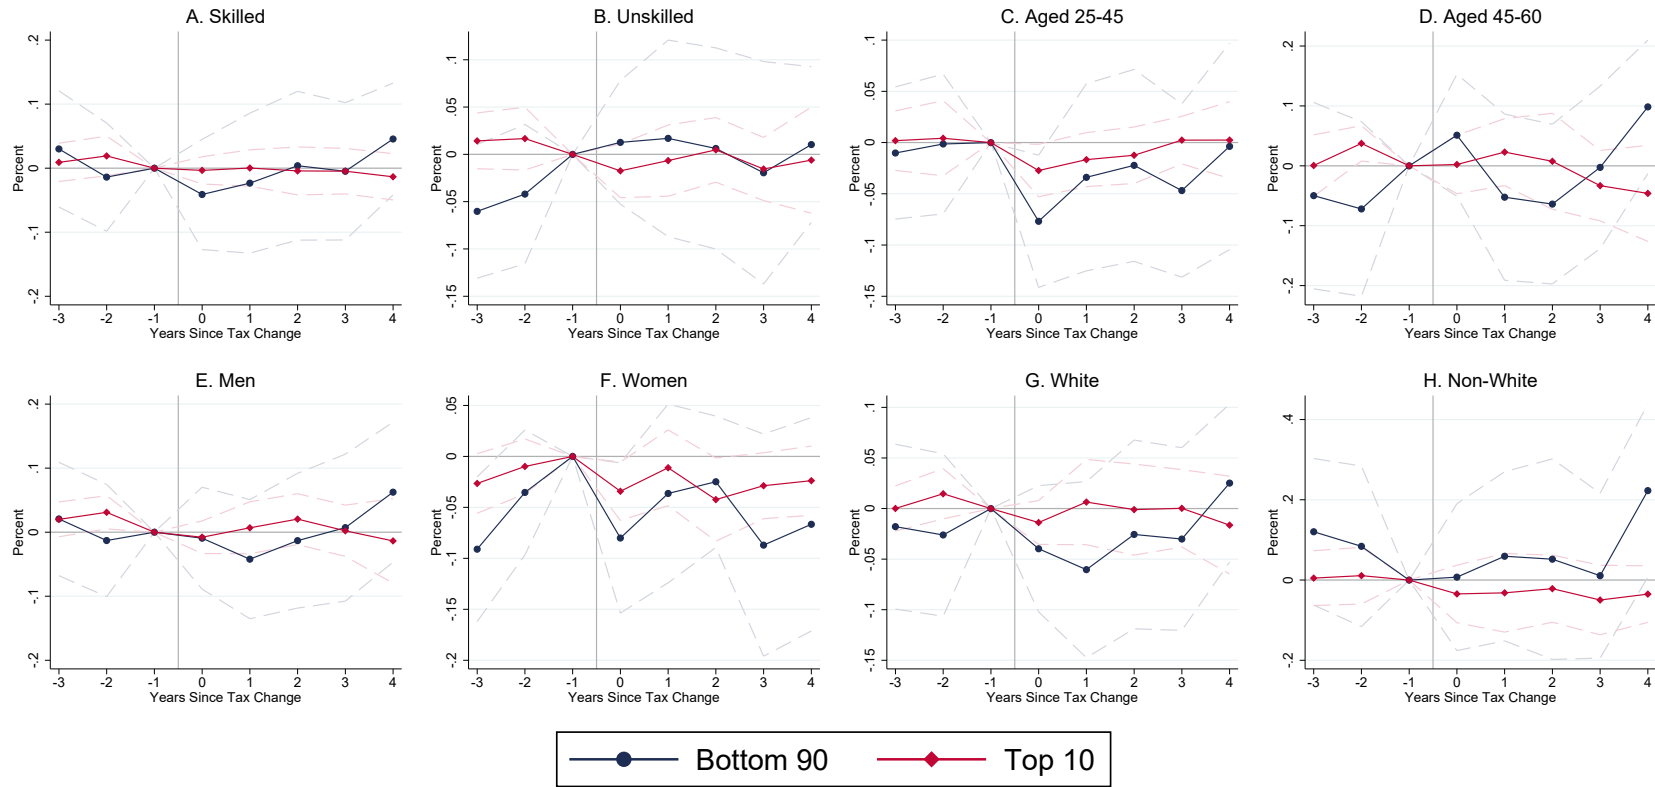 A. Skilled
B. Unskilled
C. Aged 25-45
D. Aged 45-60
Percent
.2
.1
0
-.1
-.2
-3 -2 -1 0 1 2 3 4
Years Since Tax Change
Percent
.1
.05
0
-.05
-.1
-.15
-3 -2 -1 0 1 2 3 4
Years Since Tax Change
Percent
.1
.05
0
-.05
-.1
-.15
-3 -2 -1 0 1 2 3 4
Years Since Tax Change
Percent
.2
.1
0
-.1
-.2
-3 -2 -1 0 1 2 3 4
Years Since Tax Change
E. Men
F. Women
G. White
H. Non-White
Percent
.2
.1
0
-.1
-.2
-3 -2 -1 0 1 2 3 4
Years Since Tax Change
Percent
.05
0
-.05
-.1
-.15
-.2
-3 -2 -1 0 1 2 3 4
Years Since Tax Change
Percent
.1
.05
0
-.05
-.1
-.15
-3 -2 -1 0 1 2 3 4
Years Since Tax Change
Percent
.4
.2
0
-.2
-3 -2 -1 0 1 2 3 4
Years Since Tax Change
Bottom 90
Top 10